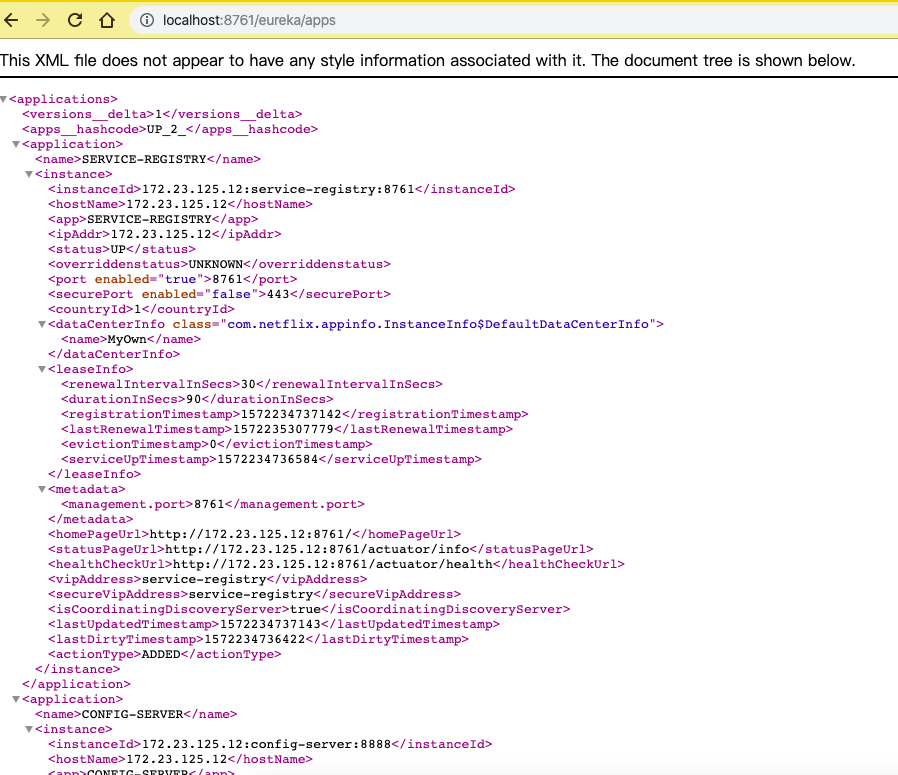 localhost:8761/eureka/apps
This XML file does not appear to have any style information associated with it. The document tree is shown below.
<applications>
<versions__delta>1</versions__delta>
<apps__hashcode>UP_2_</apps__hashcode>
<application>
<name>SERVICE-REGISTRY</name>
<instance>
<instanceId>172.23.125.12:service-registry:8761</instanceId>
<hostName>172.23.125.12</hostName>
<app>SERVICE-REGISTRY</app>
<ipAddr>172.23.125.12</ipAddr>
<status>UP</status>
<overriddenstatus>UNKNOWN</overriddenstatus>
<port enabled="true">8761</port>
<securePort enabled="false">443</securePort>
<countryId>1</countryId>
<dataCenterInfo class="com.netflix.appinfo.InstanceInfo$DefaultDataCenterInfo">
<name>MyOwn</name>
</dataCenterInfo>
<leaseInfo>
<renewalIntervalInSecs>30</renewalIntervalInSecs>
<durationInSecs>90</durationInSecs>
<registrationTimestamp>1572234737142</registrationTimestamp>
<lastRenewalTimestamp>1572235307779</lastRenewalTimestamp>
<evictionTimestamp>0</evictionTimestamp>
<serviceUpTimestamp>1572234736584</serviceUpTimestamp>
</leaseInfo>
<metadata>
<management.port>8761</management.port>
</metadata>
<homePageUrl>http://172.23.125.12:8761/</homePageUrl>
<statusPageUrl>http://172.23.125.12:8761/actuator/info</statusPageUrl>
<healthCheckUrl>http://172.23.125.12:8761/actuator/health</healthCheckUrl>
<vipAddress>service-registry</vipAddress>
<secureVipAddress>service-registry</secureVipAddress>
<isCoordinatingDiscoveryServer>true</isCoordinatingDiscoveryServer>
<lastUpdatedTimestamp>1572234737143</lastUpdatedTimestamp>
<lastDirtyTimestamp>1572234736422</lastDirtyTimestamp>
<actionType>ADDED</actionType>
</instance>
</application>
<application>
<name>CONFIG-SERVER</name>
<instance>
<instanceId>172.23.125.12:config-server:8888</instanceId>
<hostName>172.23.125.12</hostName>
<app>CONFIG-SERVER</app>